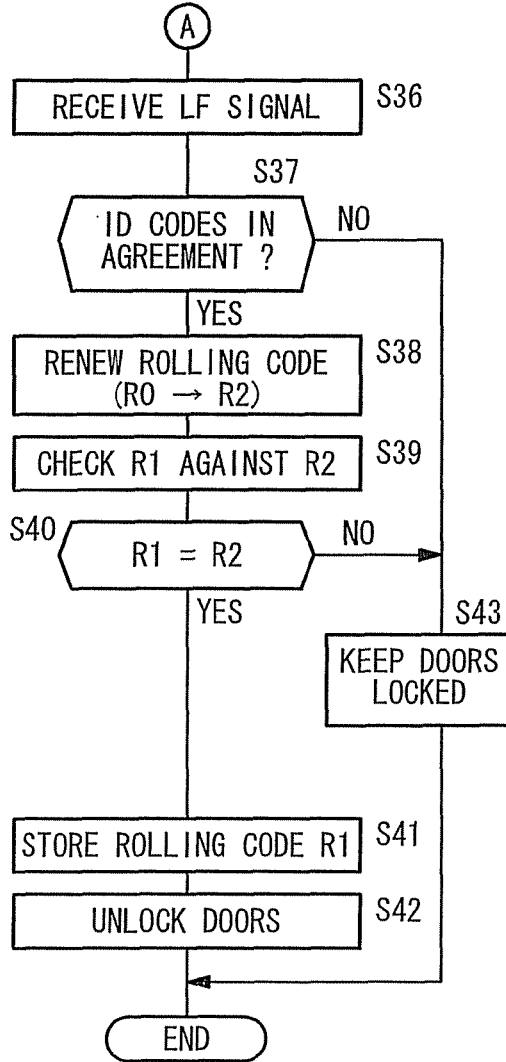 A
RECEIVE LF SIGNAL
S36
S37
ID CODES IN
AGREEMENT ?
NO
YES
RENEW ROLLING CODE
(R0 → R2)
S38
CHECK R1 AGAINST R2
S39
S40
R1 = R2
NO
YES
S43
KEEP DOORS
LOCKED
STORE ROLLING CODE R1
S41
UNLOCK DOORS
S42
END